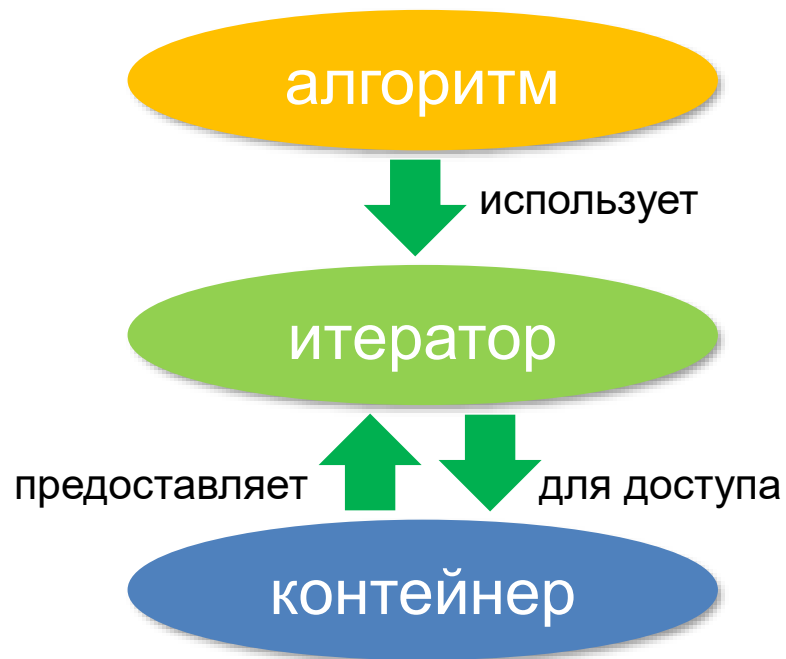 алгоритм
использует
итератор
предоставляет
для доступа
контейнер